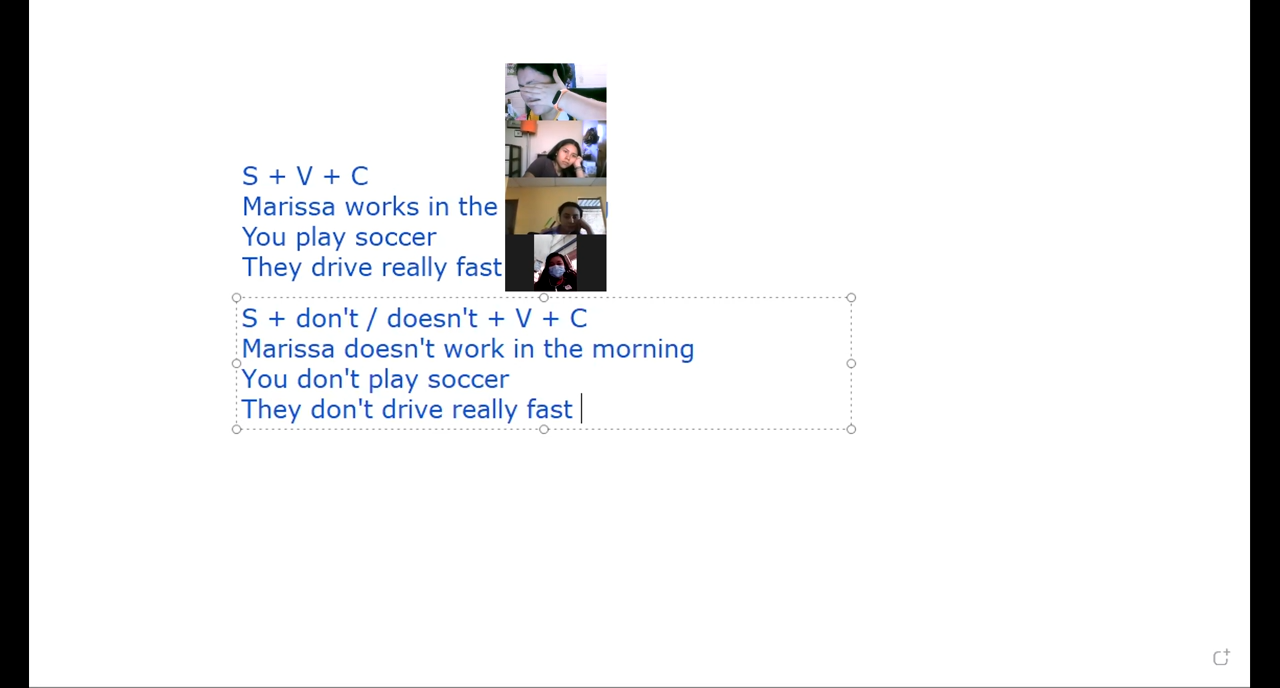 S + V + C
Marissa works in the
You play soccer
They drive really fast
S + don't / doesn't + V + C
Marissa doesn't work in the morning
You don't play soccer
They don't drive really fast